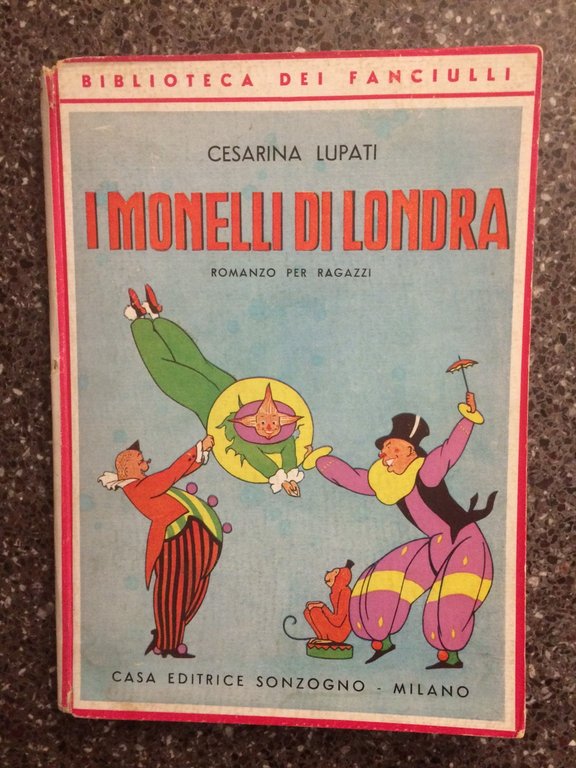 BIBLIOTECA DEI FANCIULLI
CESARINA LUPATI
I MONELLI DI LONDRA
ROMANZO PER RAGAZZI
CASA EDITRICE SONZOGNO - MILANO